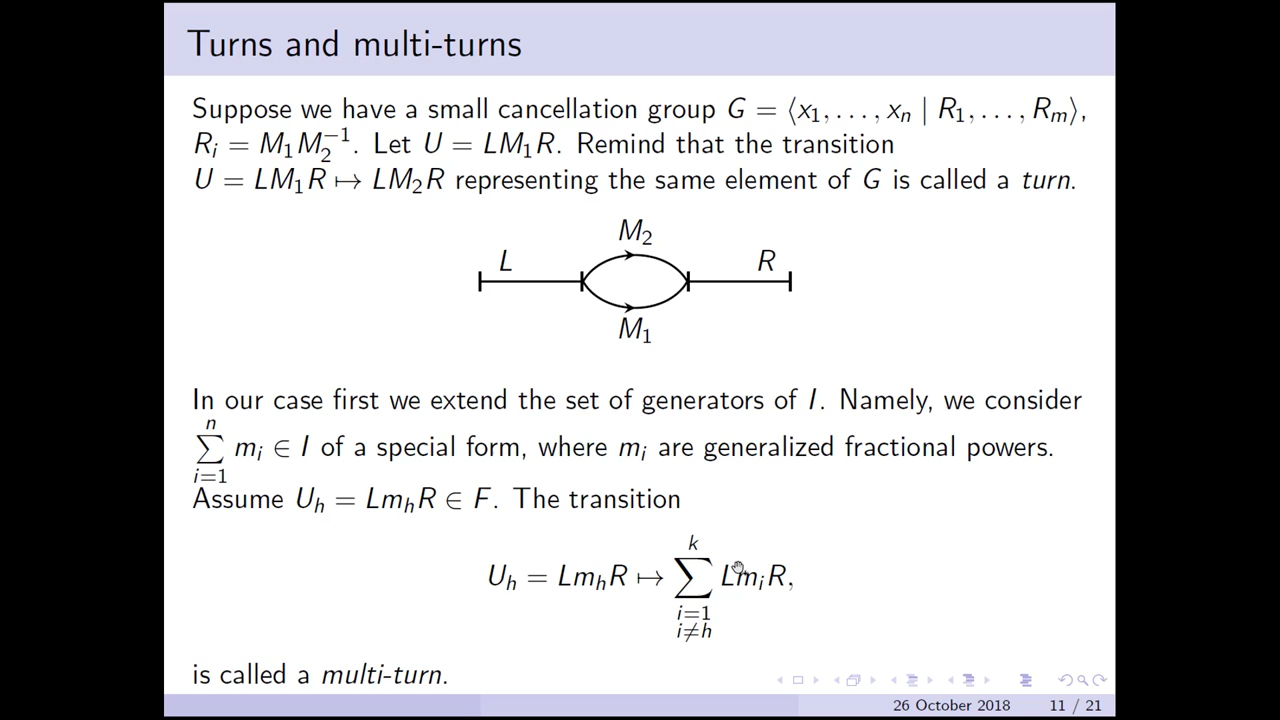 Turns and multi-turns
Suppose we have a small cancellation group G = ⟨x₁, . . . , xₙ | R₁, . . . , Rₘ⟩,
Rᵢ = M₁M₂⁻¹. Let U = LM₁R. Remind that the transition
U = LM₁R ↦ LM₂R representing the same element of G is called a turn.
M₂
L R
M₁
In our case first we extend the set of generators of I. Namely, we consider
n
∑ mᵢ ∈ I of a special form, where mᵢ are generalized fractional powers.
i=1
Assume Uₕ = LmₕR ∈ F. The transition
k
Uₕ = LmₕR ↦ ∑ LmᵢR,
i=1
i≠h
is called a multi-turn.
26 October 2018 11 / 21